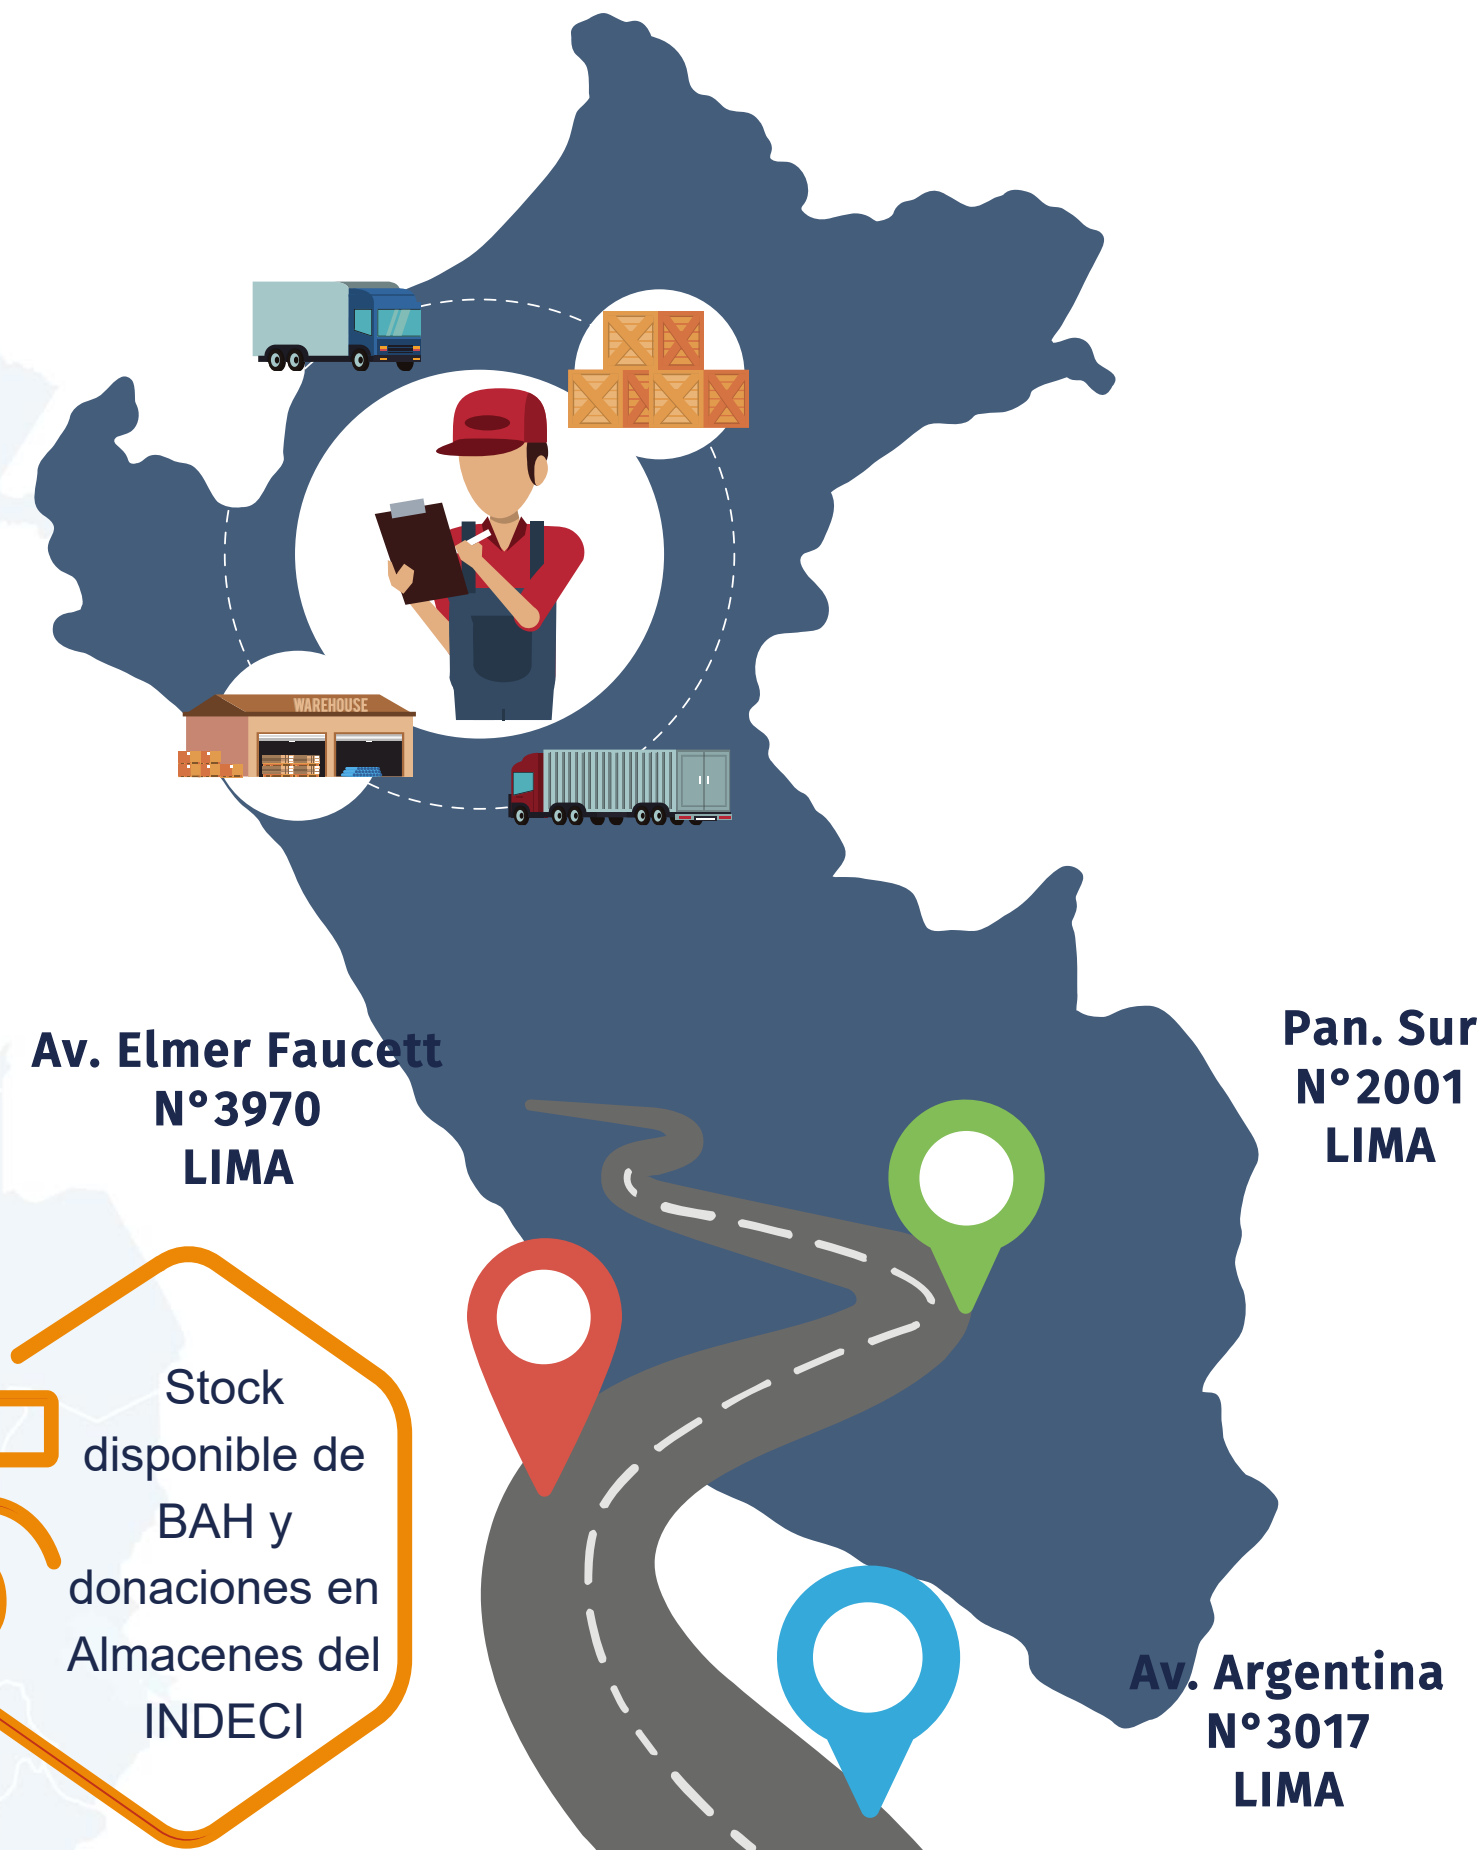 WAREHOUSE
Av. Elmer Faucett
N°3970
LIMA
Pan. Sur
N°2001
LIMA
Stock
disponible de
BAH y
donaciones en
Almacenes del
INDECI
Av. Argentina
N°3017
LIMA